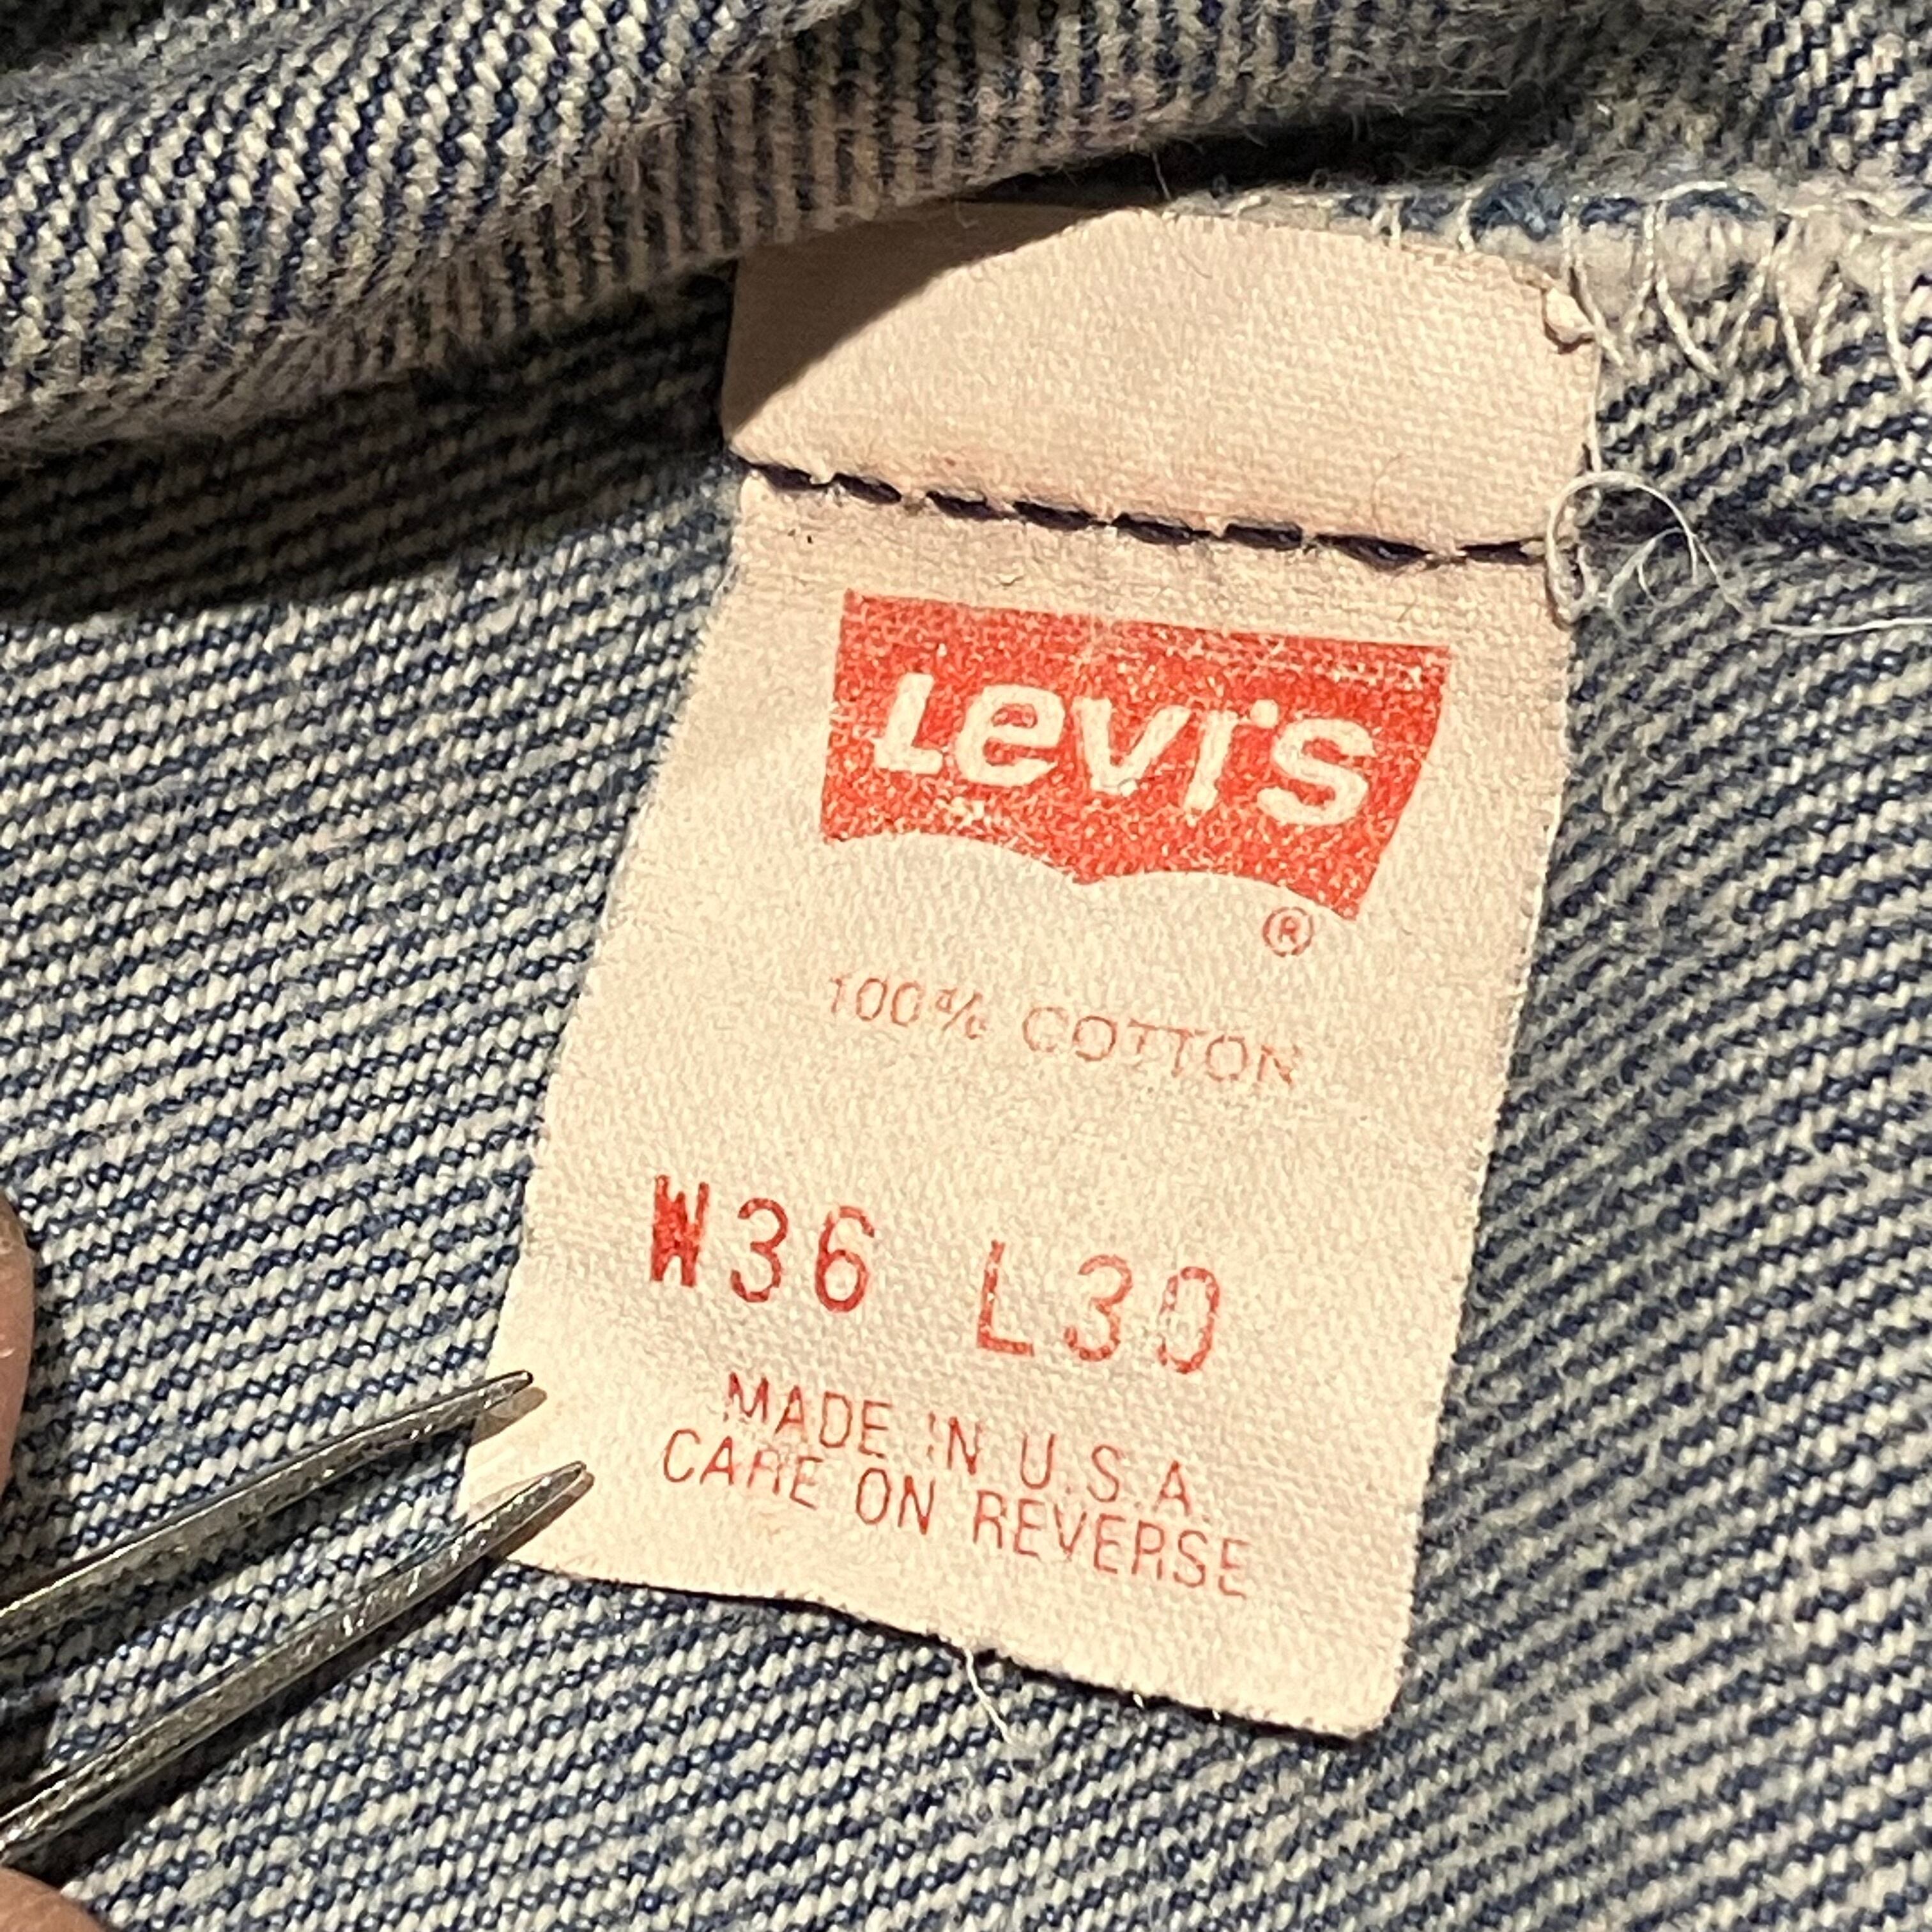 Levi's
®
100% COTTON
W36 L30
MADE IN U.S.A.
CARE ON REVERSE